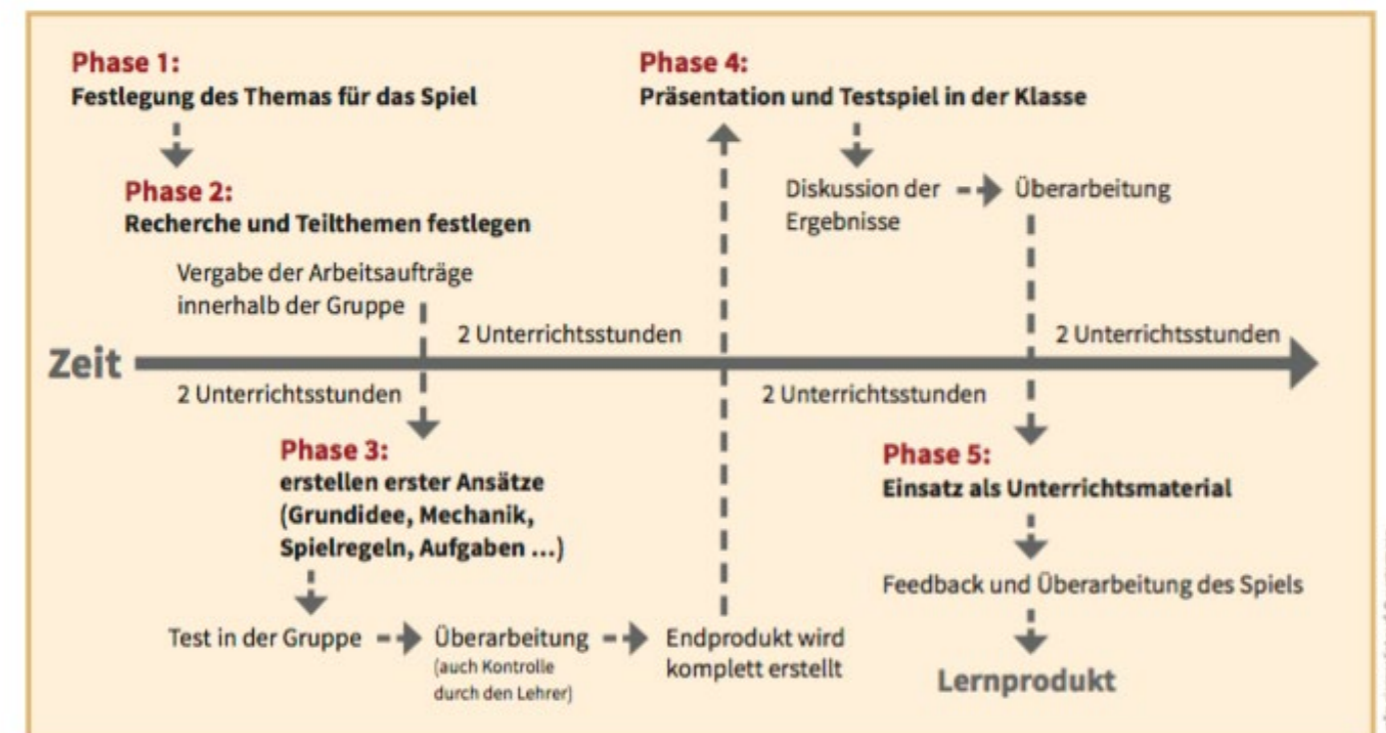 Phase 1:
Festlegung des Themas für das Spiel
Phase 2:
Recherche und Teilthemen festlegen
Vergabe der Arbeitsaufträge
innerhalb der Gruppe
Zeit
2 Unterrichtsstunden
2 Unterrichtsstunden
Phase 3:
erstellen erster Ansätze
(Grundidee, Mechanik,
Spielregeln, Aufgaben ...)
Test in der Gruppe
Überarbeitung
(auch Kontrolle
durch den Lehrer)
Endprodukt wird
komplett erstellt
Phase 4:
Präsentation und Testspiel in der Klasse
Diskussion der
Ergebnisse
Überarbeitung
2 Unterrichtsstunden
2 Unterrichtsstunden
Phase 5:
Einsatz als Unterrichtsmaterial
Feedback und Überarbeitung des Spiels
Lernprodukt